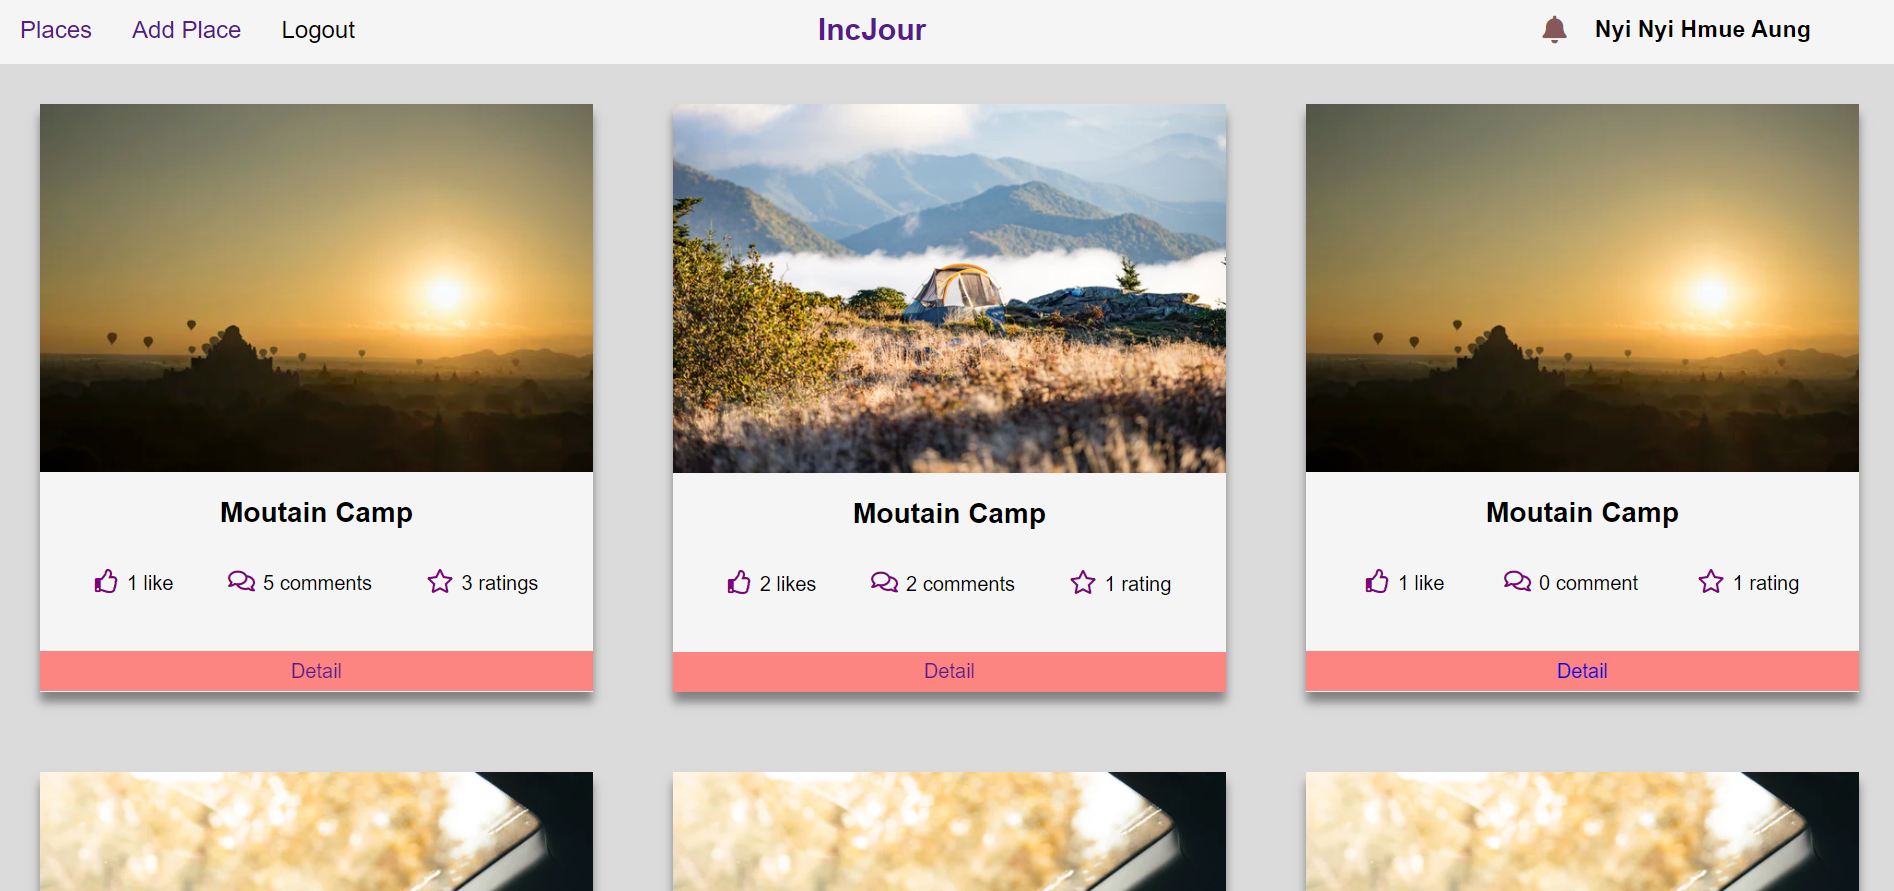 Places Add Place Logout IncJour Nyi Nyi Hmue Aung
Moutain Camp
1 like 5 comments 3 ratings
Detail
Moutain Camp
2 likes 2 comments 1 rating
Detail
Moutain Camp
1 like 0 comment 1 rating
Detail